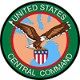 UNITED STATES
CENTRAL COMMAND